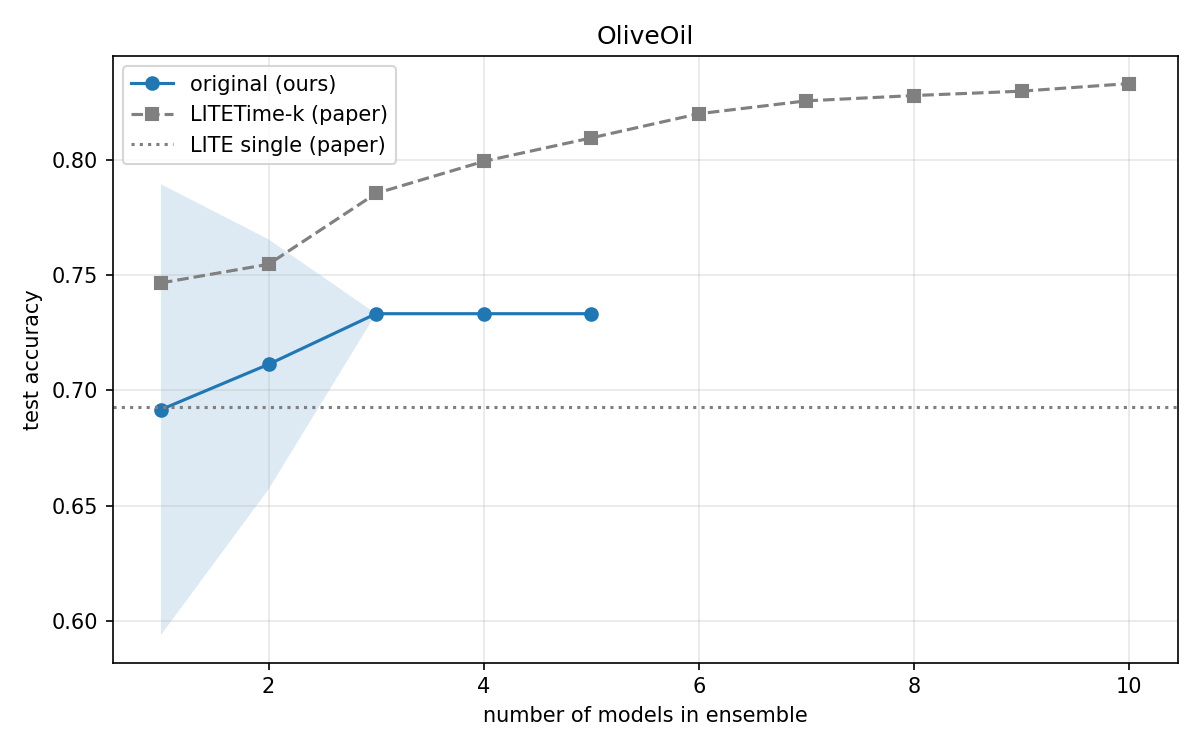 OliveOil
original (ours)
LITETime-k (paper)
LITE single (paper)
0.80
0.75
0.70
0.65
0.60
test accuracy
2 4 6 8 10
number of models in ensemble